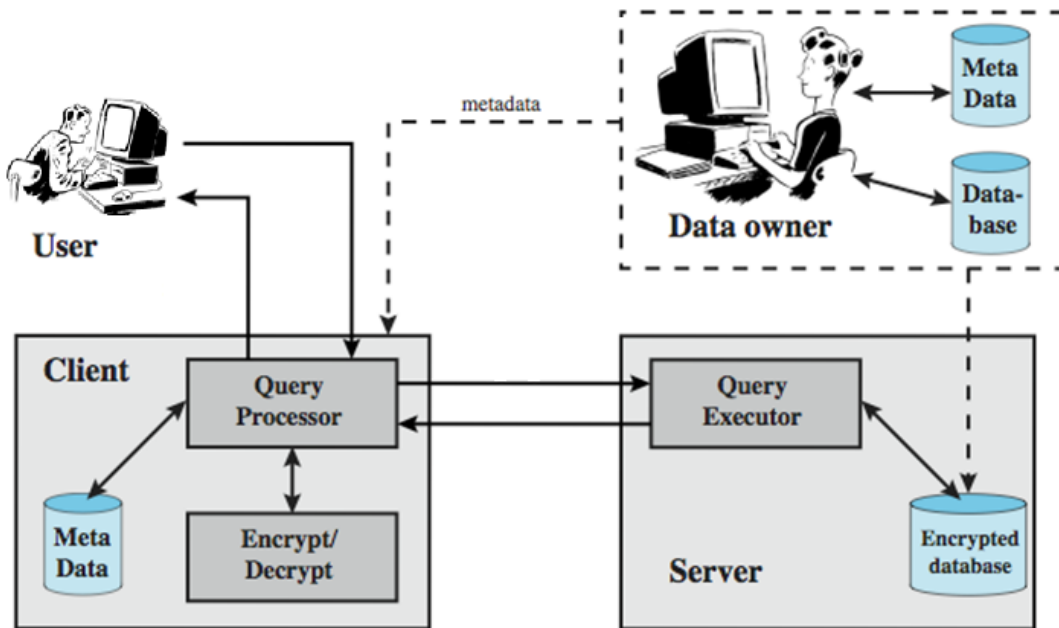 metadata
Meta
Data
Data-
base
Data owner
User
Client
Query
Processor
Meta
Data
Encrypt/
Decrypt
Query
Executor
Encrypted
database
Server